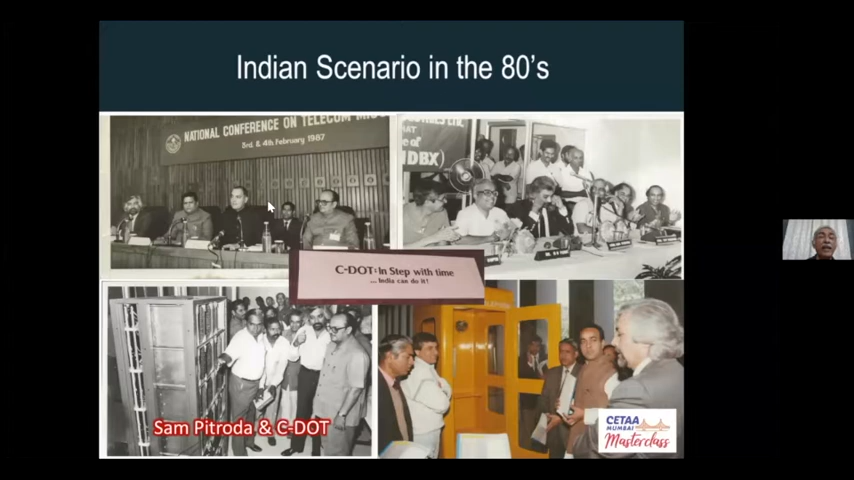 Indian Scenario in the 80's
NATIONAL CONFERENCE ON TELECOM
3rd & 4th February 1987
DBX)
C-DOT: In Step with time
.... India can do it!
Sam Pitroda & C-DOT
CETAA
MUMBAI
Masterclass